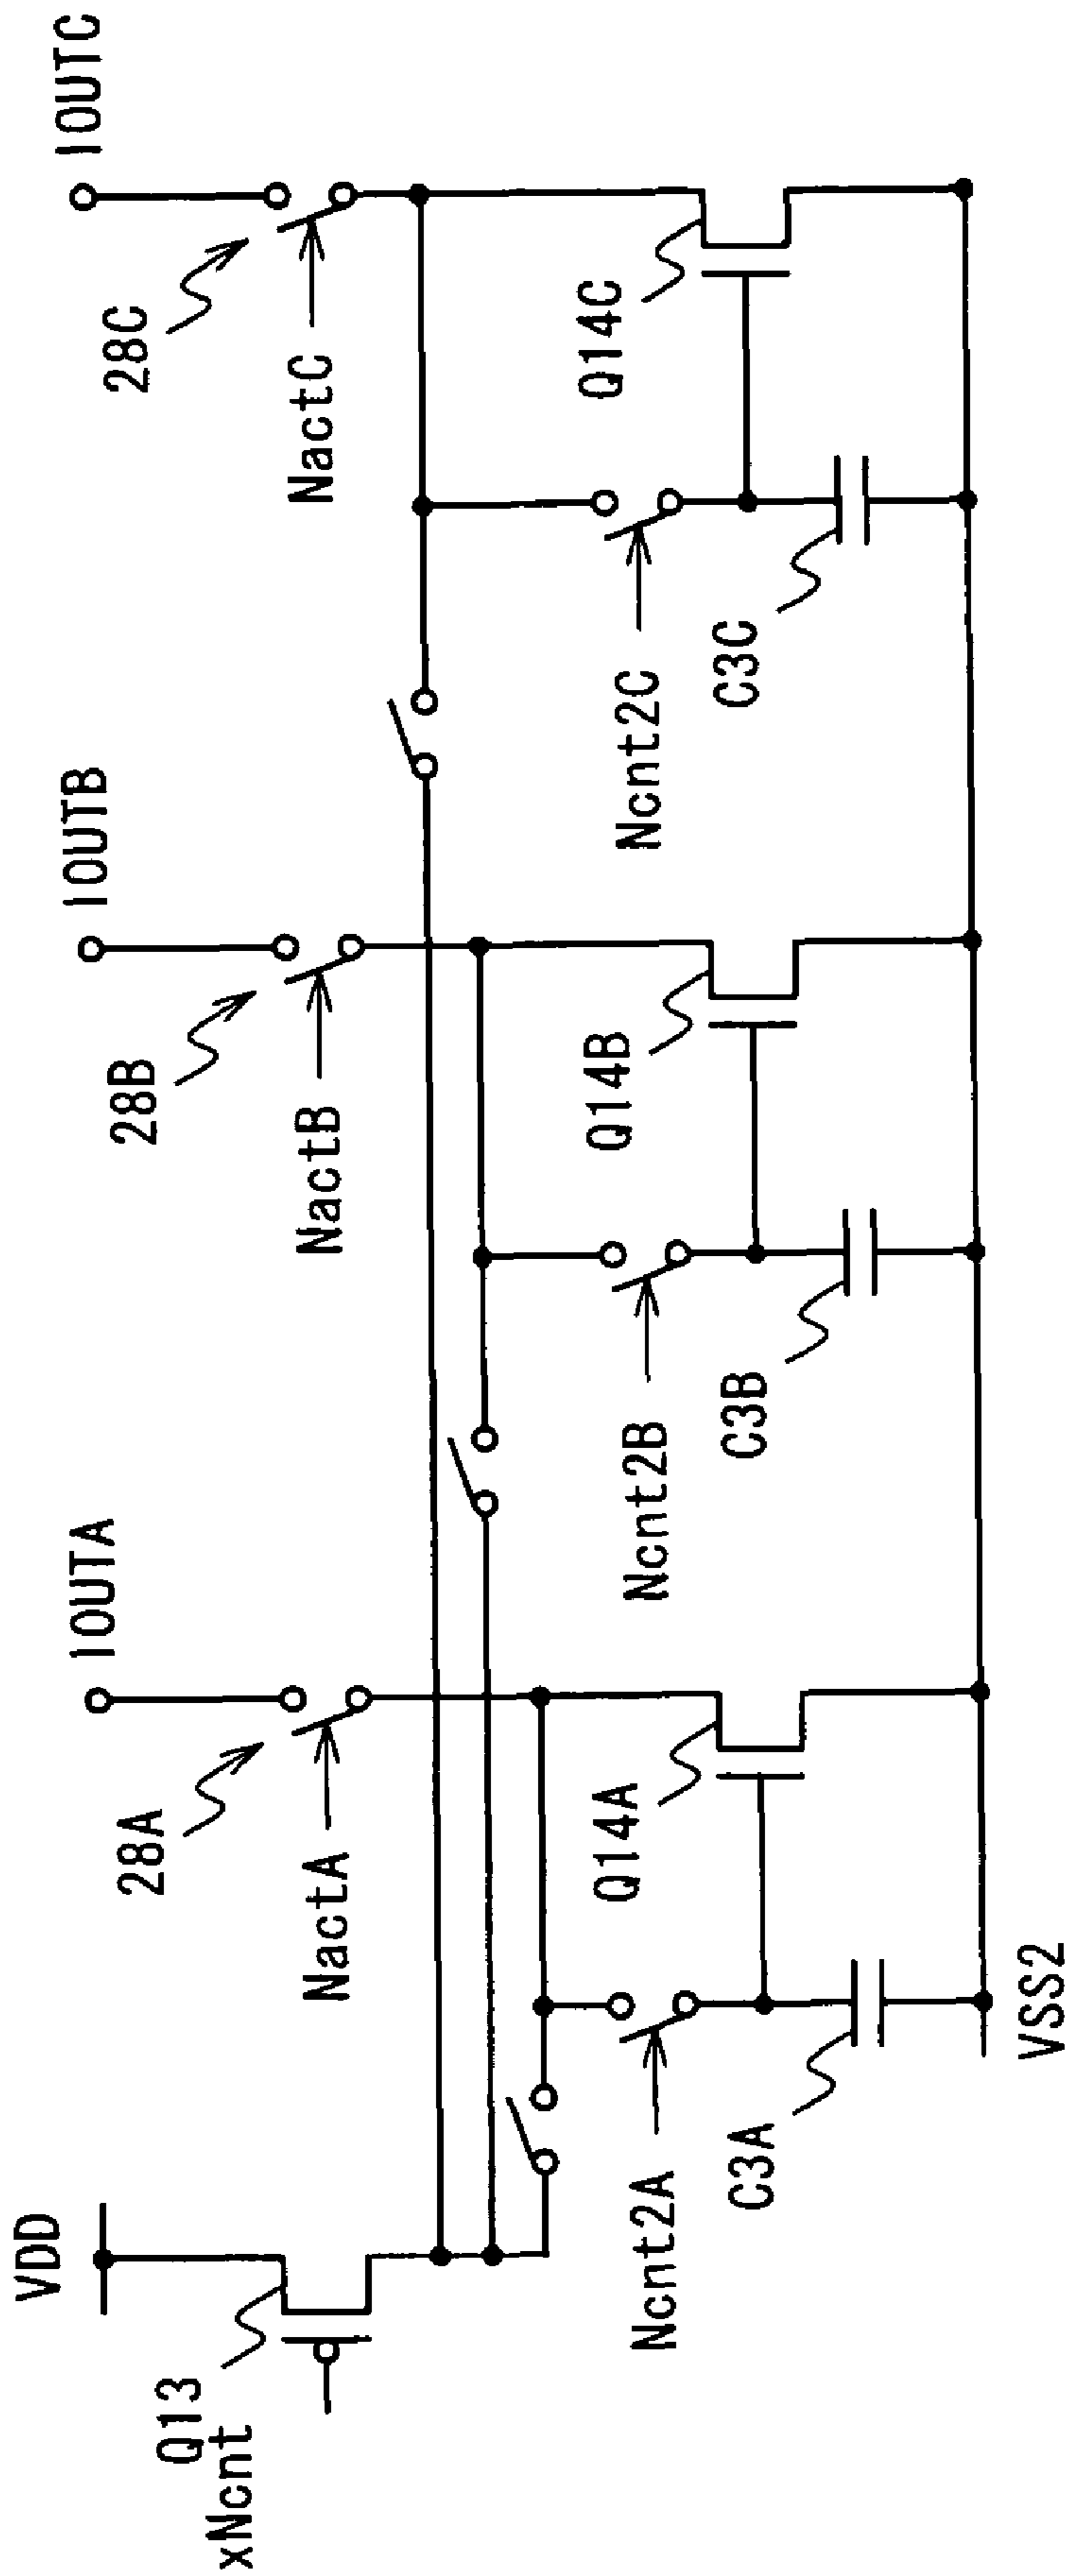 VDD
IOUTA
IOUTB
IOUTC
28A
28B
28C
Q13
xNcnt
NactA
NactB
NactC
Q14A
Q14B
Q14C
Ncnt2A
Ncnt2B
Ncnt2C
C3A
C3B
C3C
VSS2